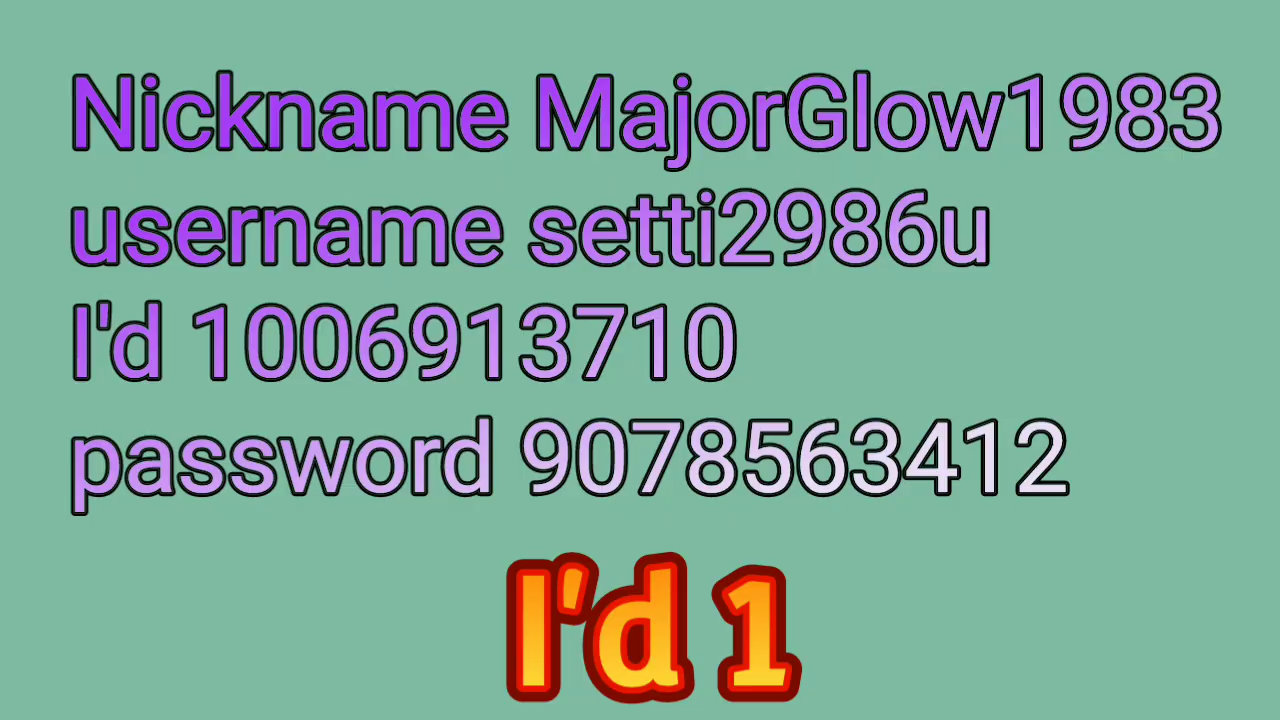 Nickname MajorGlow1983
username setti2986u
I'd 1006913710
password 9078563412
I'd 1